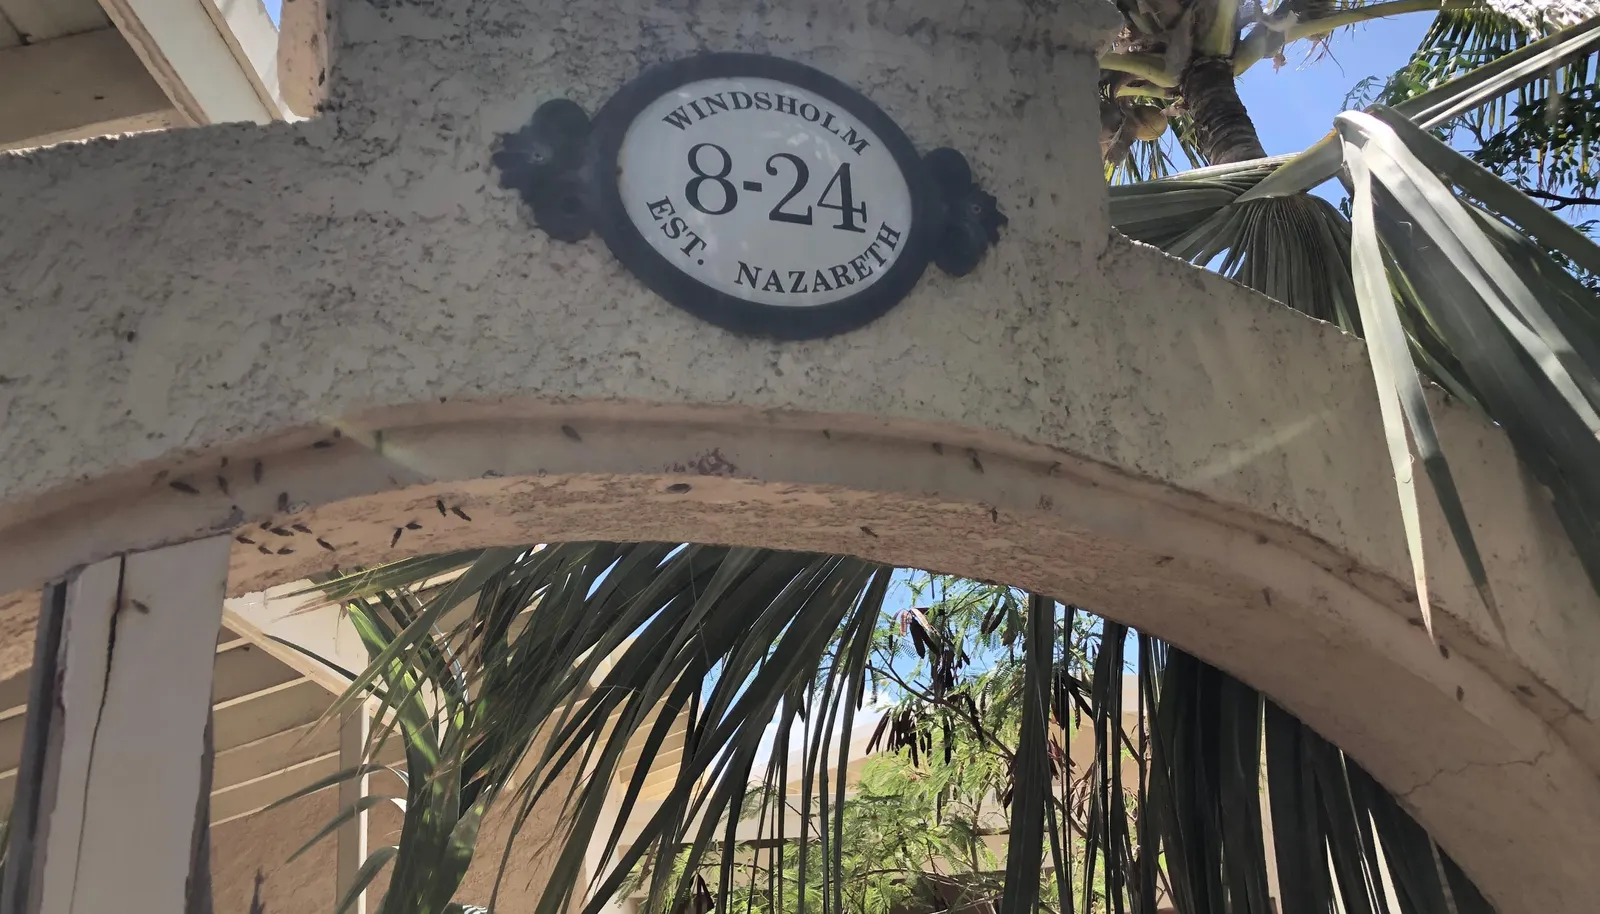 WINDSHOLM
8-24
EST. NAZARETH